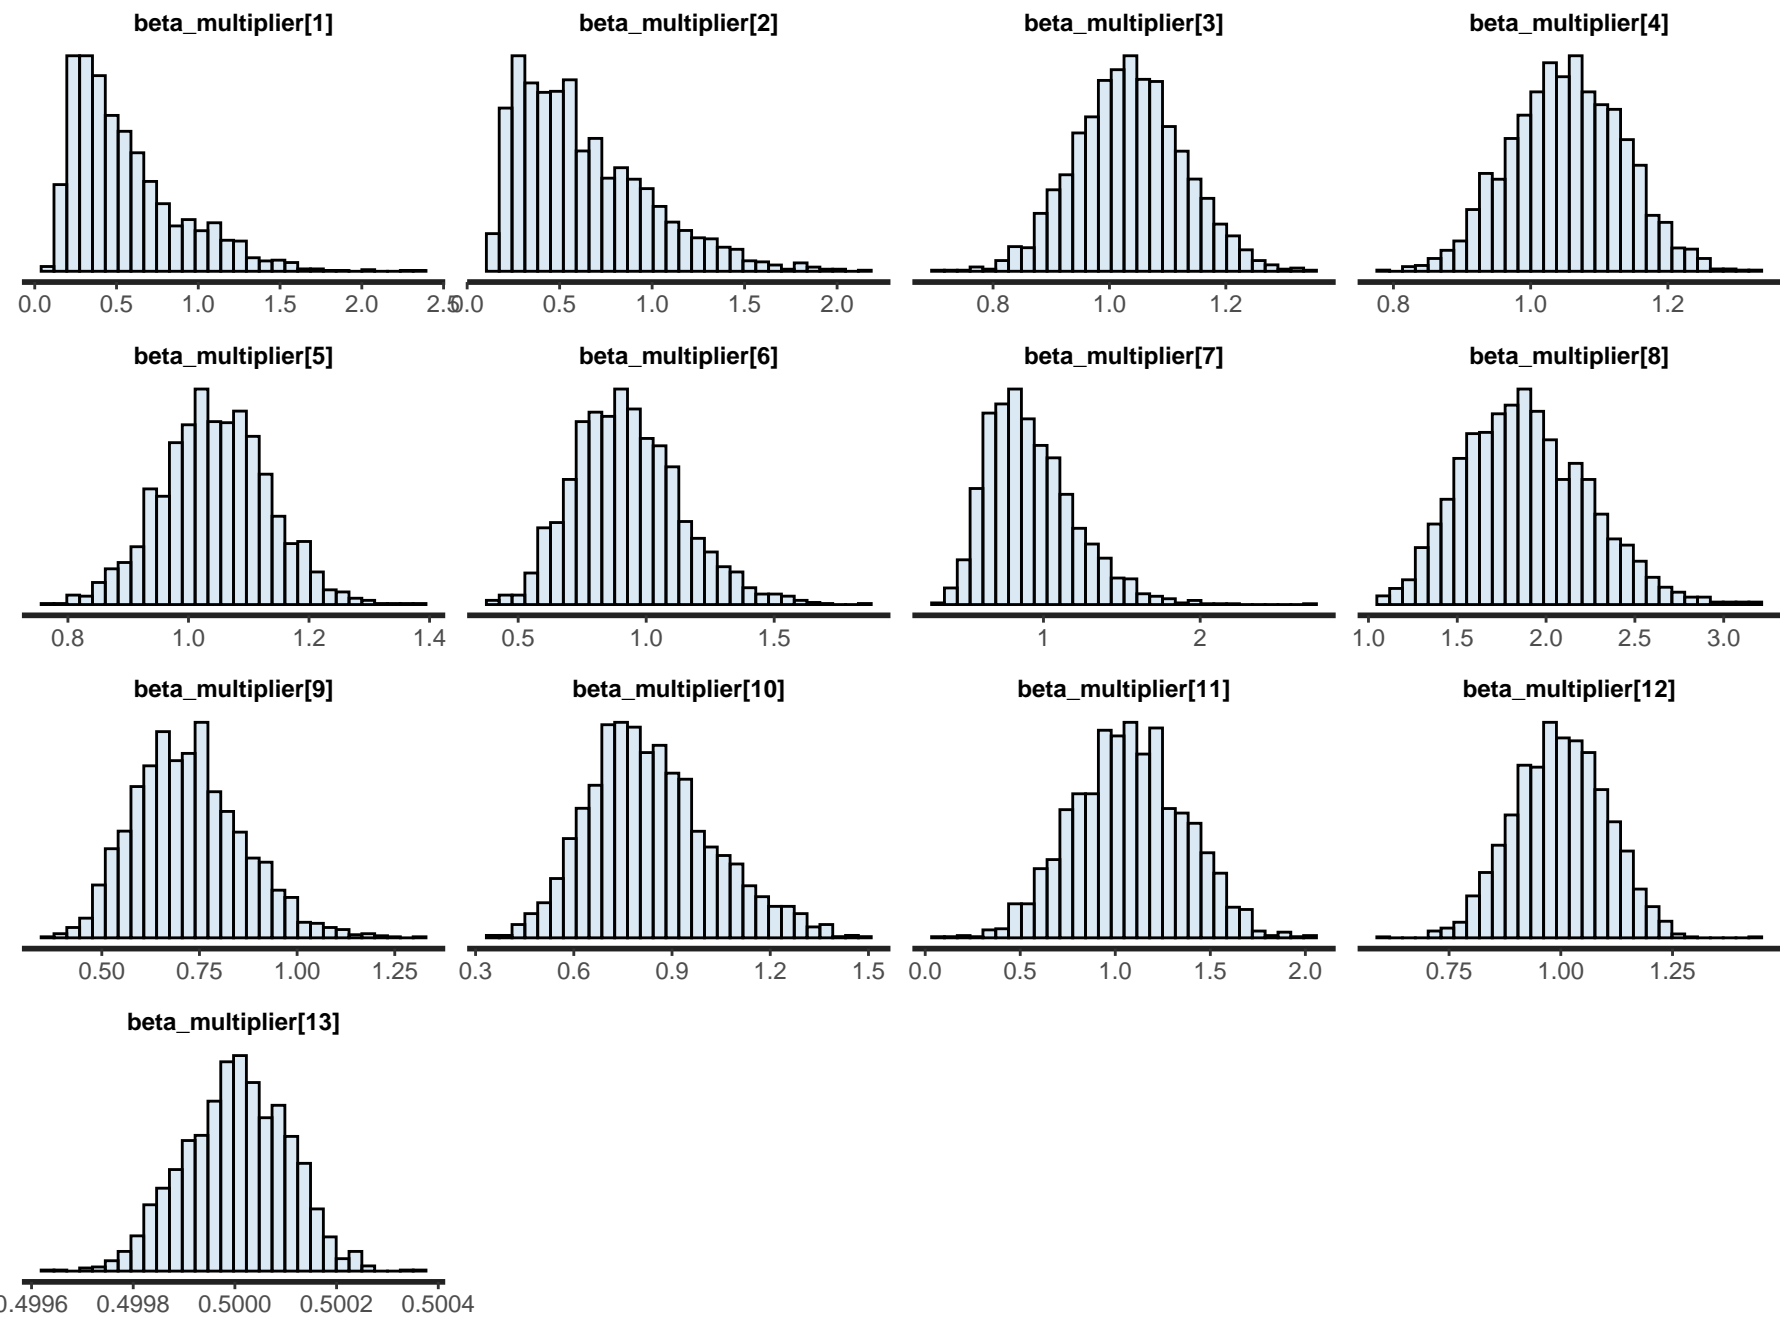 beta_multiplier[1] beta_multiplier[2] beta_multiplier[3] beta_multiplier[4]
0.0 0.5 1.0 1.5 2.0 2.5 0.0 0.5 1.0 1.5 2.0 0.8 1.0 1.2 0.8 1.0 1.2
beta_multiplier[5] beta_multiplier[6] beta_multiplier[7] beta_multiplier[8]
0.8 1.0 1.2 1.4 0.5 1.0 1.5 1 2 1.0 1.5 2.0 2.5 3.0
beta_multiplier[9] beta_multiplier[10] beta_multiplier[11] beta_multiplier[12]
0.50 0.75 1.00 1.25 0.3 0.6 0.9 1.2 1.5 0.0 0.5 1.0 1.5 2.0 0.75 1.00 1.25
beta_multiplier[13]
0.4996 0.4998 0.5000 0.5002 0.5004